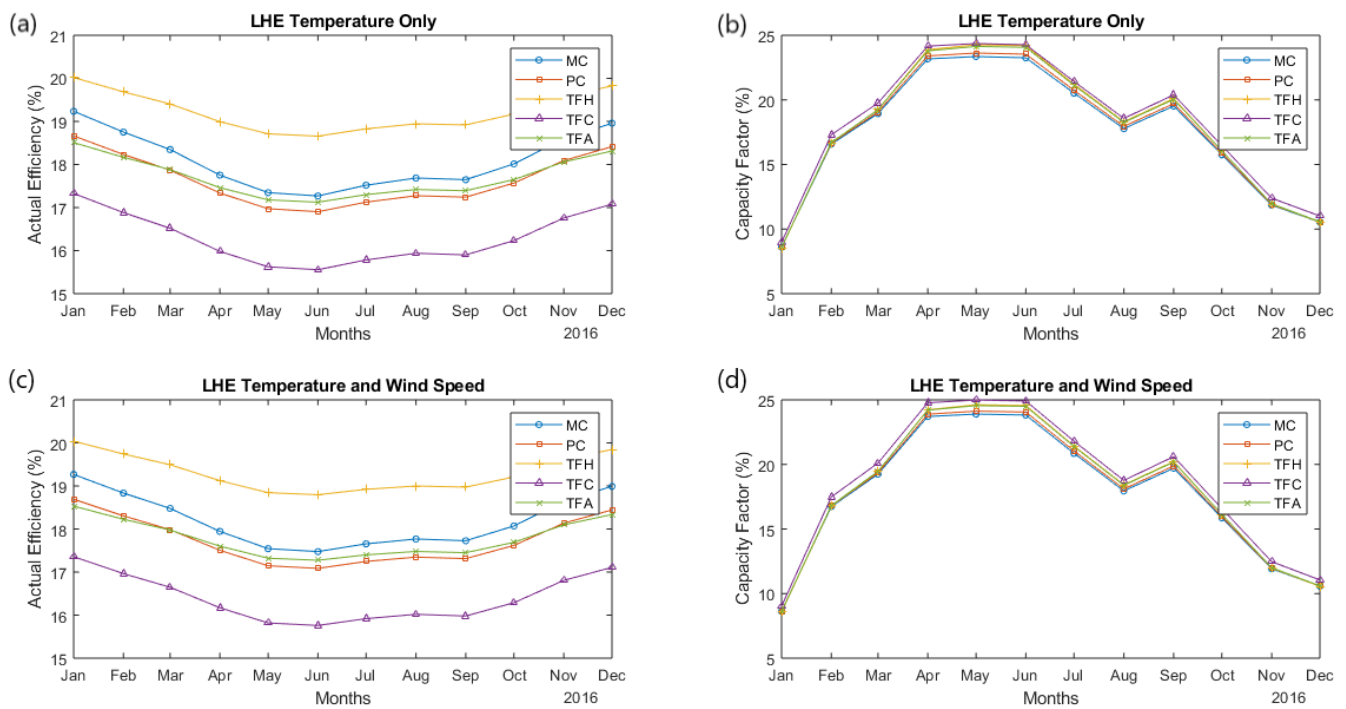 (a)
LHE Temperature Only
21
20
19
18
17
16
15
Actual Efficiency (%)
MC
PC
TFH
TFC
TFA
Jan Feb Mar Apr May Jun Jul Aug Sep Oct Nov Dec
Months
2016
(b)
LHE Temperature Only
25
20
15
10
5
Capacity Factor (%)
MC
PC
TFH
TFC
TFA
Jan Feb Mar Apr May Jun Jul Aug Sep Oct Nov Dec
Months
2016
(c)
LHE Temperature and Wind Speed
21
20
19
18
17
16
15
Actual Efficiency (%)
MC
PC
TFH
TFC
TFA
Jan Feb Mar Apr May Jun Jul Aug Sep Oct Nov Dec
Months
2016
(d)
LHE Temperature and Wind Speed
25
20
15
10
5
Capacity Factor (%)
MC
PC
TFH
TFC
TFA
Jan Feb Mar Apr May Jun Jul Aug Sep Oct Nov Dec
Months
2016